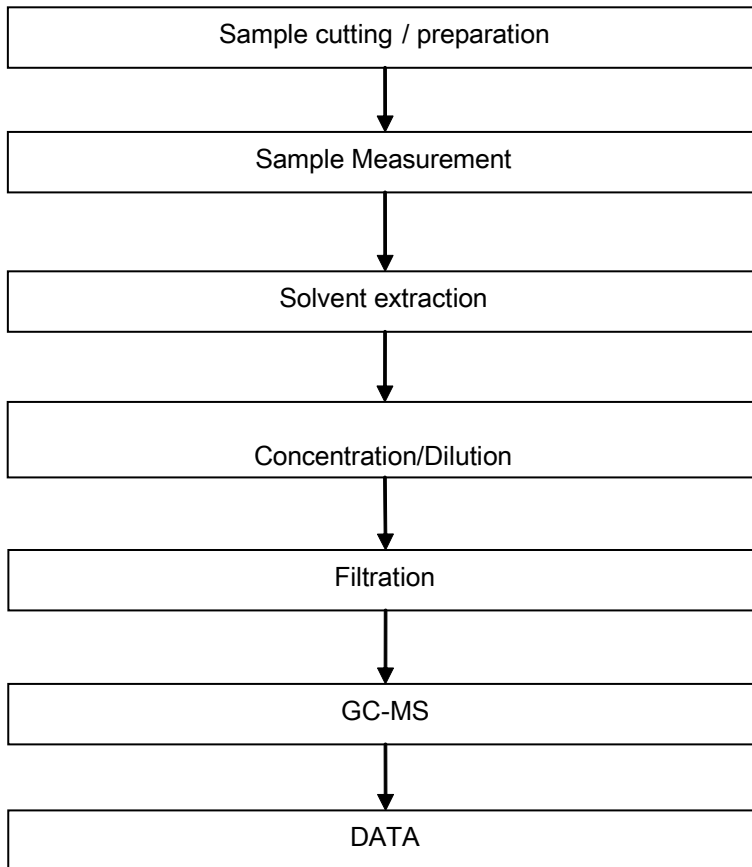 Sample cutting / preparation
Sample Measurement
Solvent extraction
Concentration/Dilution
Filtration
GC-MS
DATA